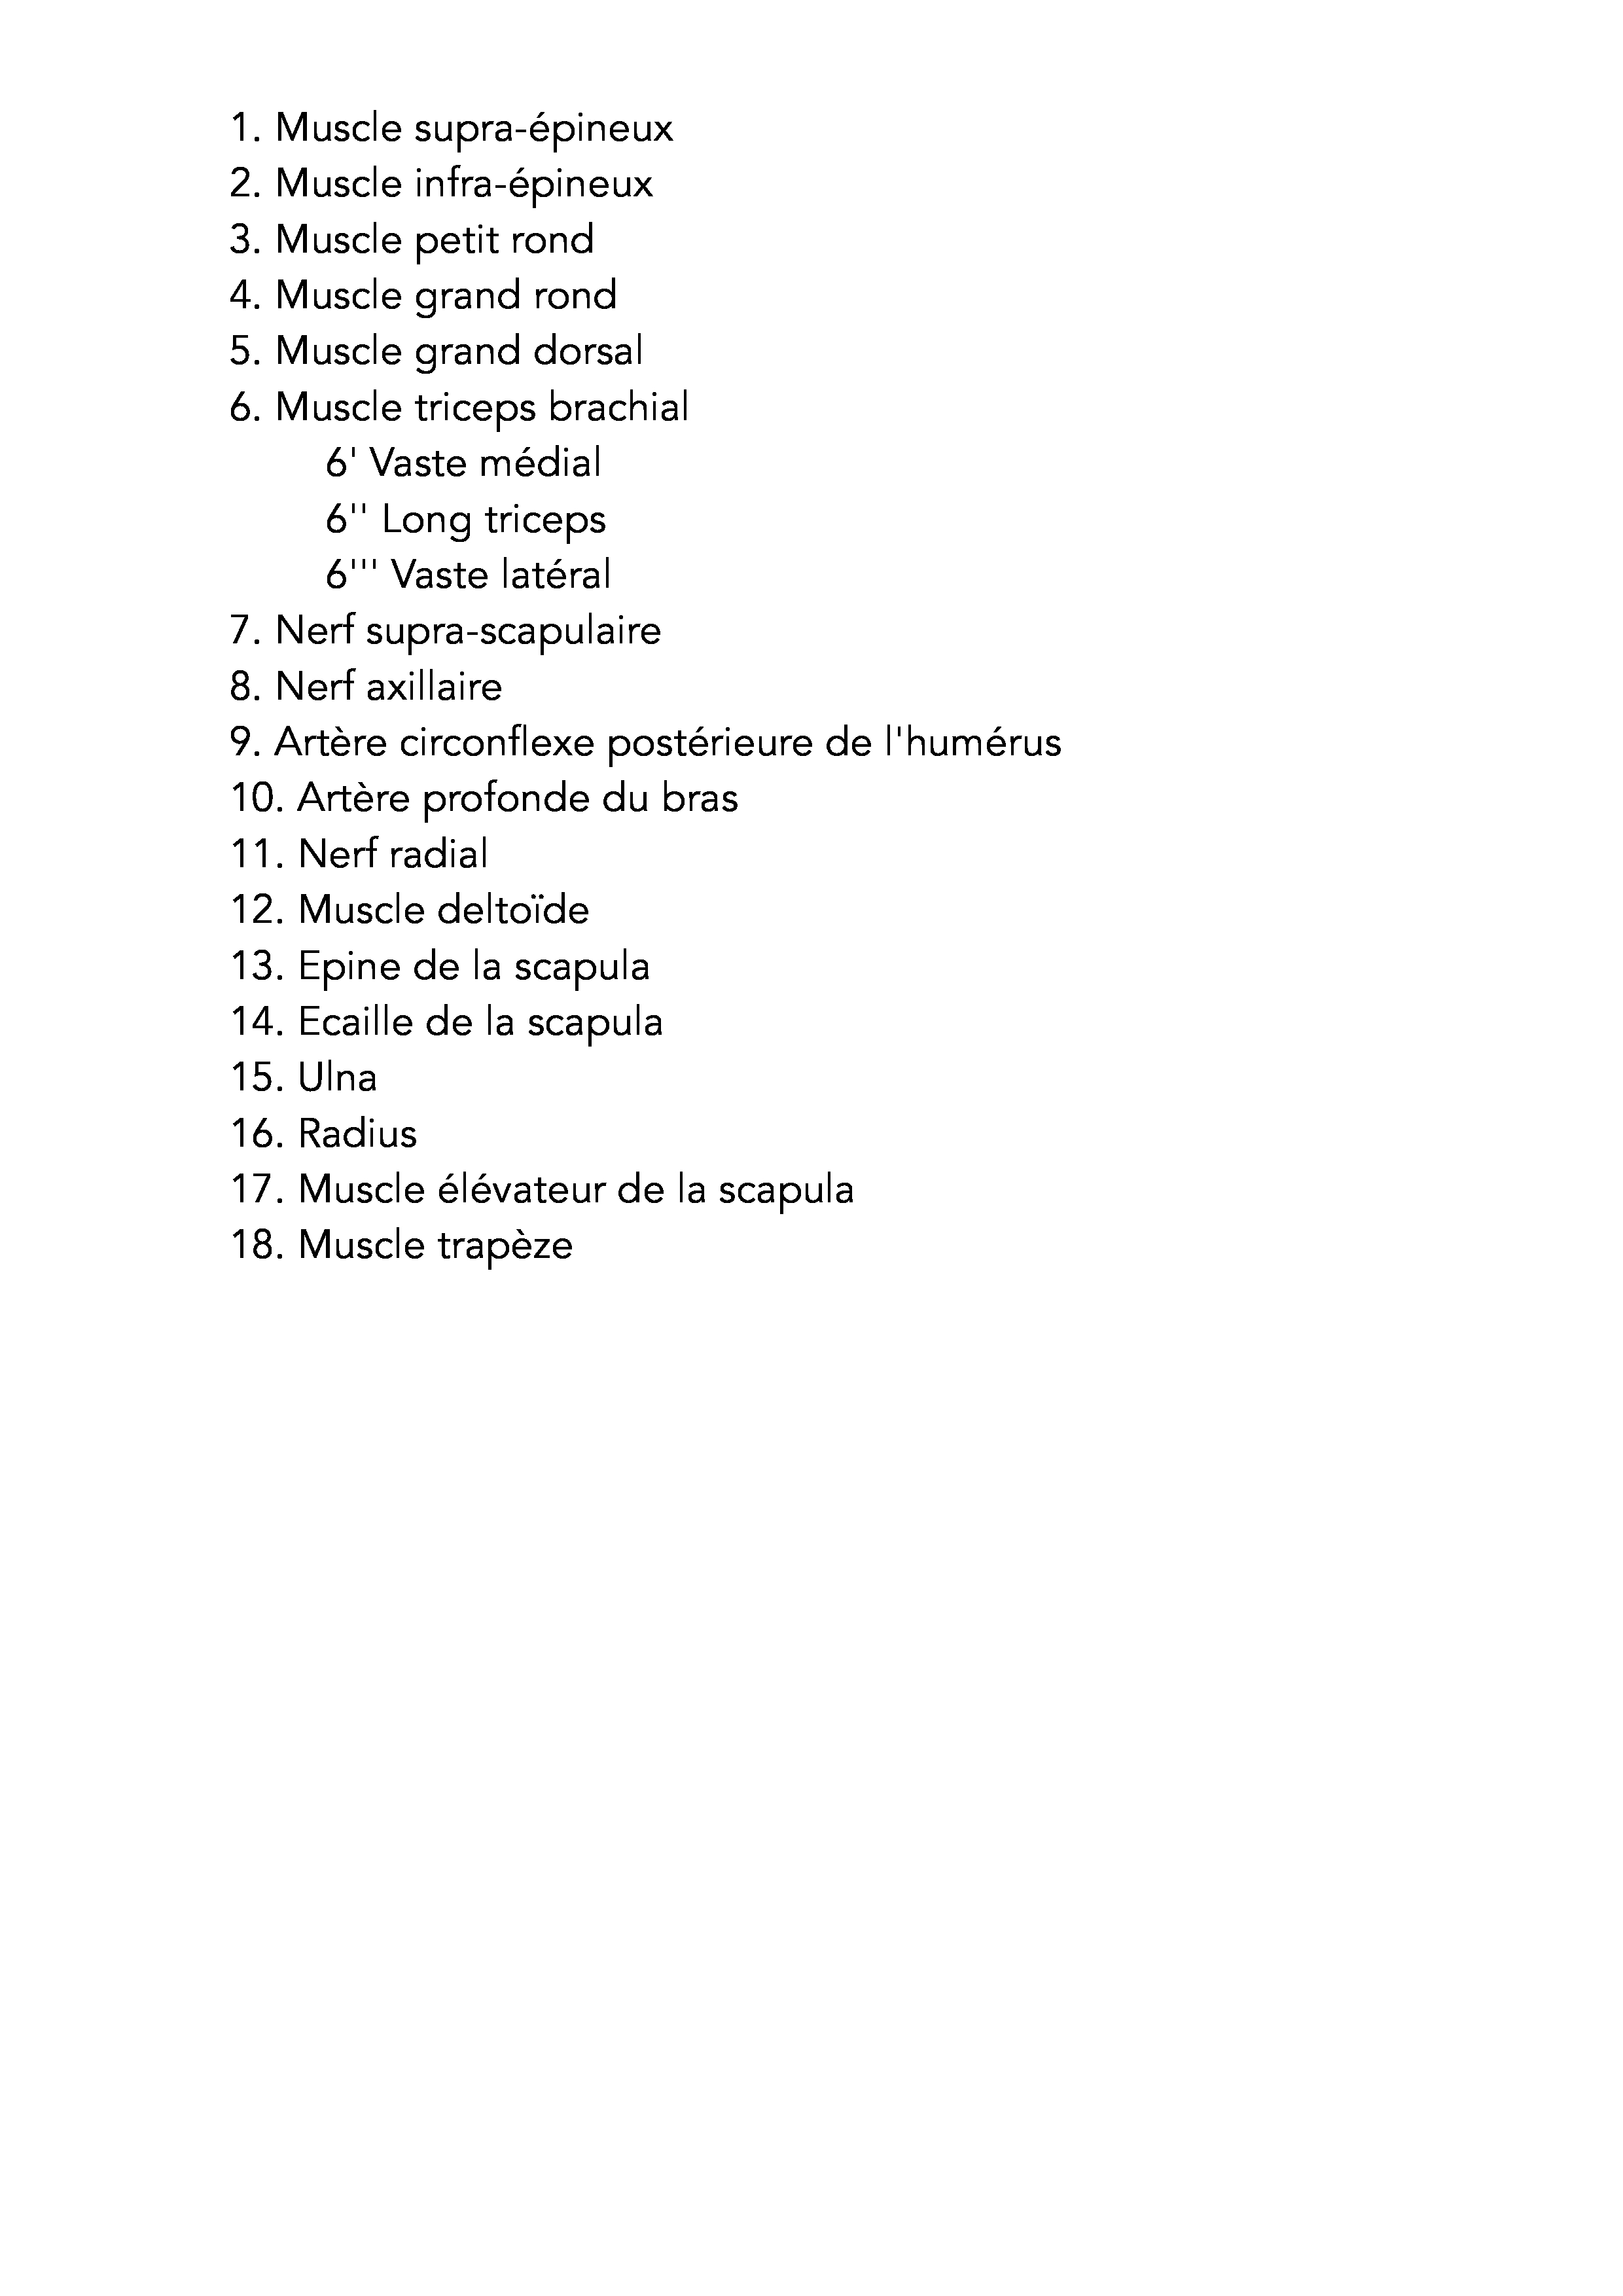 1. Muscle supra-épineux
2. Muscle infra-épineux
3. Muscle petit rond
4. Muscle grand rond
5. Muscle grand dorsal
6. Muscle triceps brachial
6' Vaste médial
6'' Long triceps
6''' Vaste latéral
7. Nerf supra-scapulaire
8. Nerf axillaire
9. Artère circonflexe postérieure de l'humérus
10. Artère profonde du bras
11. Nerf radial
12. Muscle deltoïde
13. Epine de la scapula
14. Ecaille de la scapula
15. Ulna
16. Radius
17. Muscle élévateur de la scapula
18. Muscle trapèze